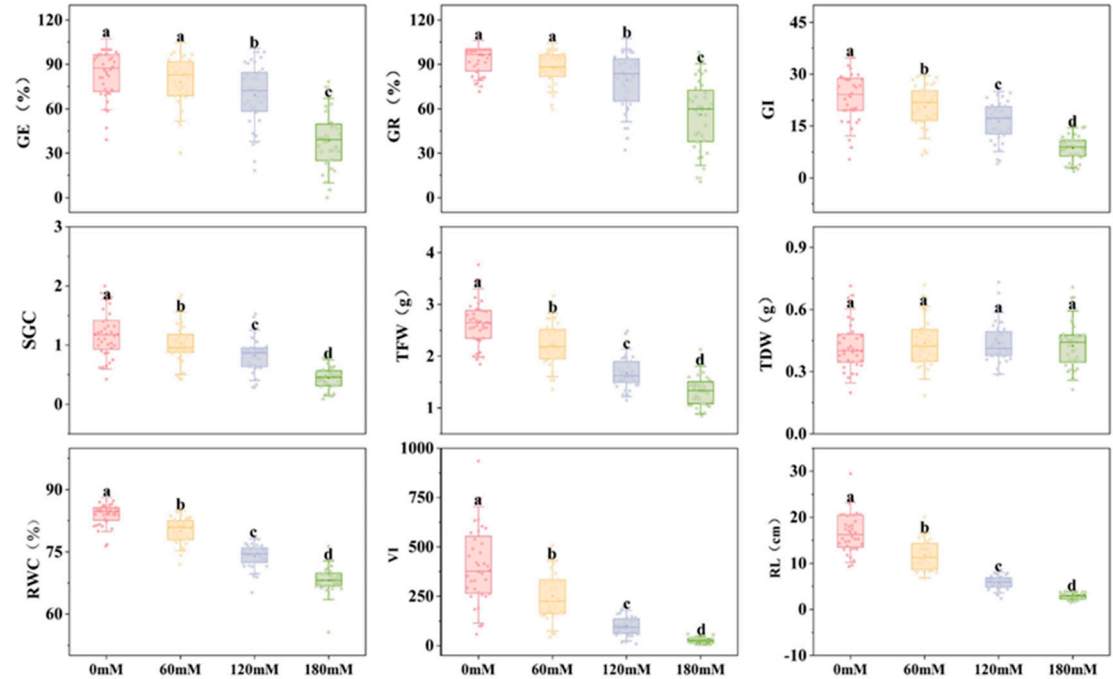 GE（%）
120
90
60
30
0
a
a
b
c
GR（%）
120
90
60
30
0
a
a
b
c
GI
45
30
15
0
a
b
c
d
SGC
3
2
1
0
a
b
c
d
TFW（g）
4
3
2
1
a
b
c
d
TDW（g）
0.9
0.6
0.3
0.0
a
a
a
a
RWC（%）
90
75
65
a
b
c
d
0mM 60mM 120mM 180mM
VI
1000
750
500
250
0
a
b
c
d
0mM 60mM 120mM 180mM
RL（cm）
30
20
10
0
-10
a
b
c
d
0mM 60mM 120mM 180mM